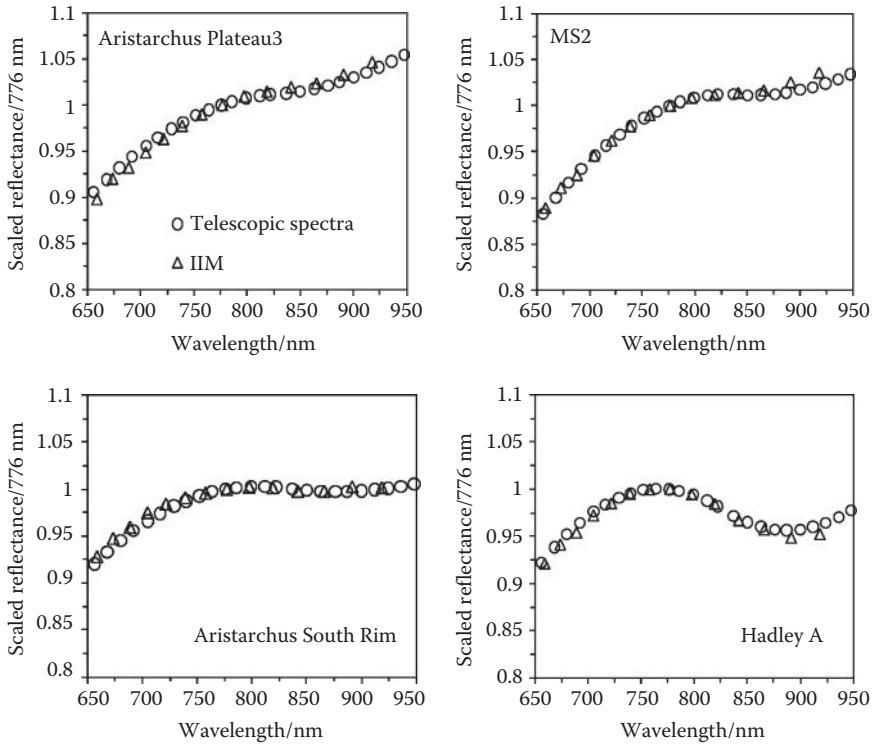 Aristarchus Plateau3
Scaled reflectance/776 nm
1.1
1.05
1
0.95
0.9
0.85
0.8
Telescopic spectra
IIM
650 700 750 800 850 900 950
Wavelength/nm
MS2
Scaled reflectance/776 nm
1.1
1.05
1
0.95
0.9
0.85
0.8
650 700 750 800 850 900 950
Wavelength/nm
Scaled reflectance/776 nm
1.1
1.05
1
0.95
0.9
0.85
0.8
Aristarchus South Rim
650 700 750 800 850 900 950
Wavelength/nm
Scaled reflectance/776 nm
1.1
1.05
1
0.95
0.9
0.85
0.8
Hadley A
650 700 750 800 850 900 950
Wavelength/nm